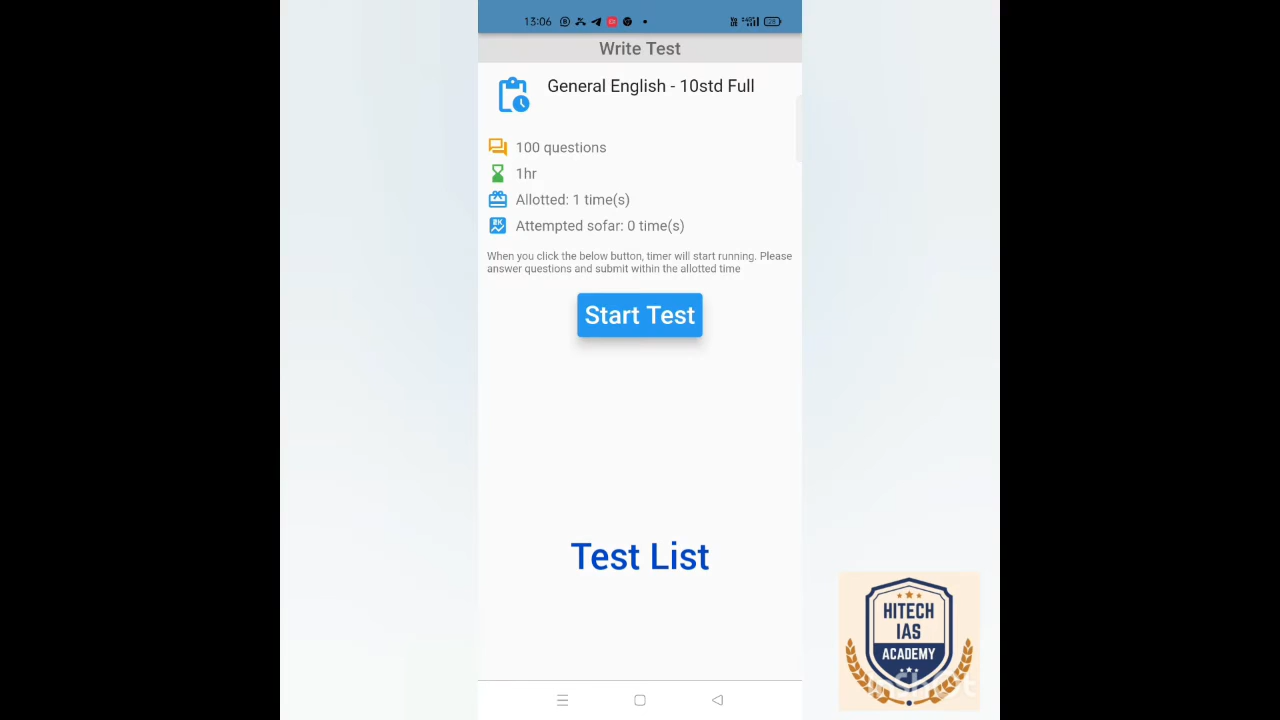 13:06
Write Test
General English - 10std Full
100 questions
1hr
Allotted: 1 time(s)
Attempted sofar: 0 time(s)
When you click the below button, timer will start running. Please
answer questions and submit within the allotted time
Start Test
Test List
HITECH
IAS
ACADEMY
InShOt